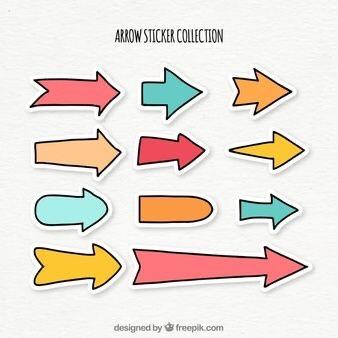 ARROW STICKER COLLECTION
designed by freepik.com